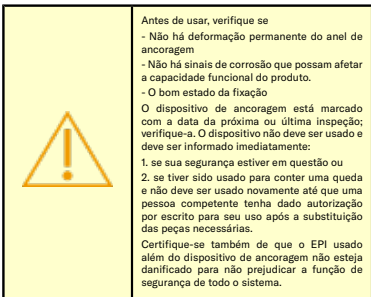 Antes de usar, verifique se
- Não há deformação permanente do anel de
ancoragem
- Não há sinais de corrosão que possam afetar
a capacidade funcional do produto.
- O bom estado da fixação
O dispositivo de ancoragem está marcado
com a data da próxima ou última inspeção;
verifique-a. O dispositivo não deve ser usado e
deve ser informado imediatamente:
1. se sua segurança estiver em questão ou
2. se tiver sido usado para conter uma queda
e não deve ser usado novamente até que uma
pessoa competente tenha dado autorização
por escrito para seu uso após a substituição
das peças necessárias.
Certifique-se também de que o EPI usado
além do dispositivo de ancoragem não esteja
danificado para não prejudicar a função de
segurança de todo o sistema.